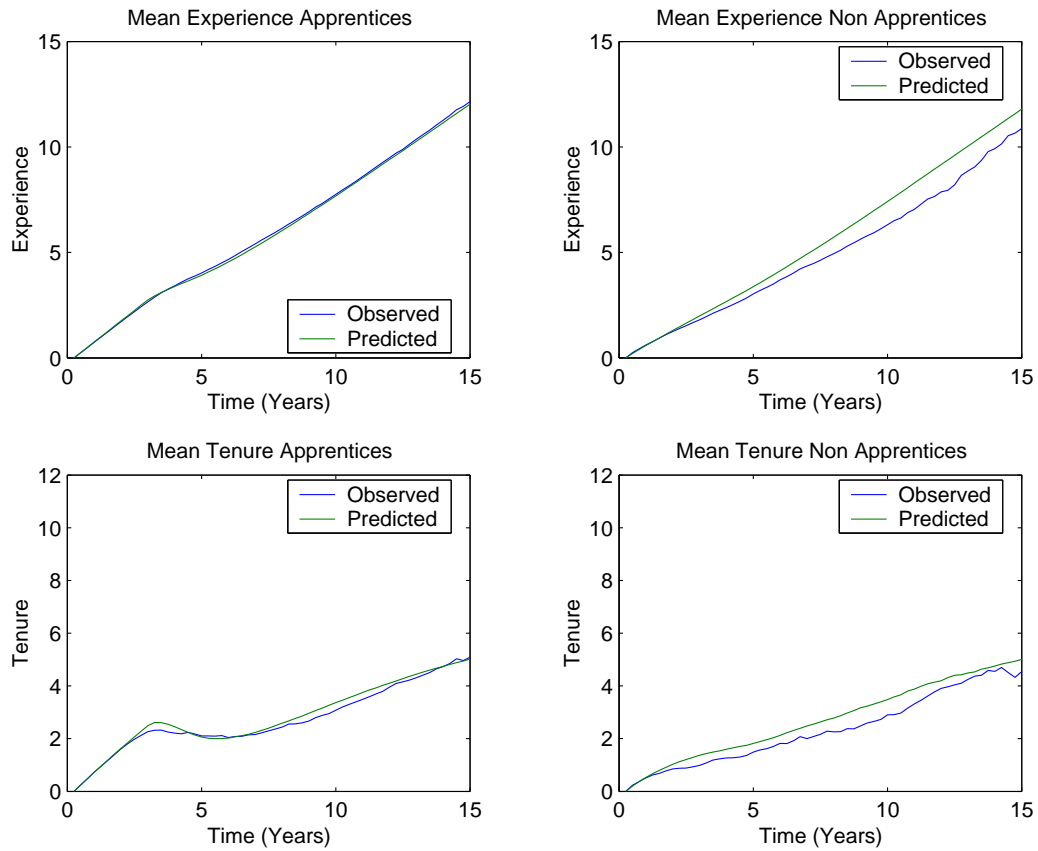 Mean Experience Apprentices
15
10
5
0
Experience
Observed
Predicted
0 5 10 15
Time (Years)
Mean Experience Non Apprentices
15
10
5
0
Experience
Observed
Predicted
0 5 10 15
Time (Years)
Mean Tenure Apprentices
12
10
8
6
4
2
0
Tenure
Observed
Predicted
0 5 10 15
Time (Years)
Mean Tenure Non Apprentices
12
10
8
6
4
2
0
Tenure
Observed
Predicted
0 5 10 15
Time (Years)